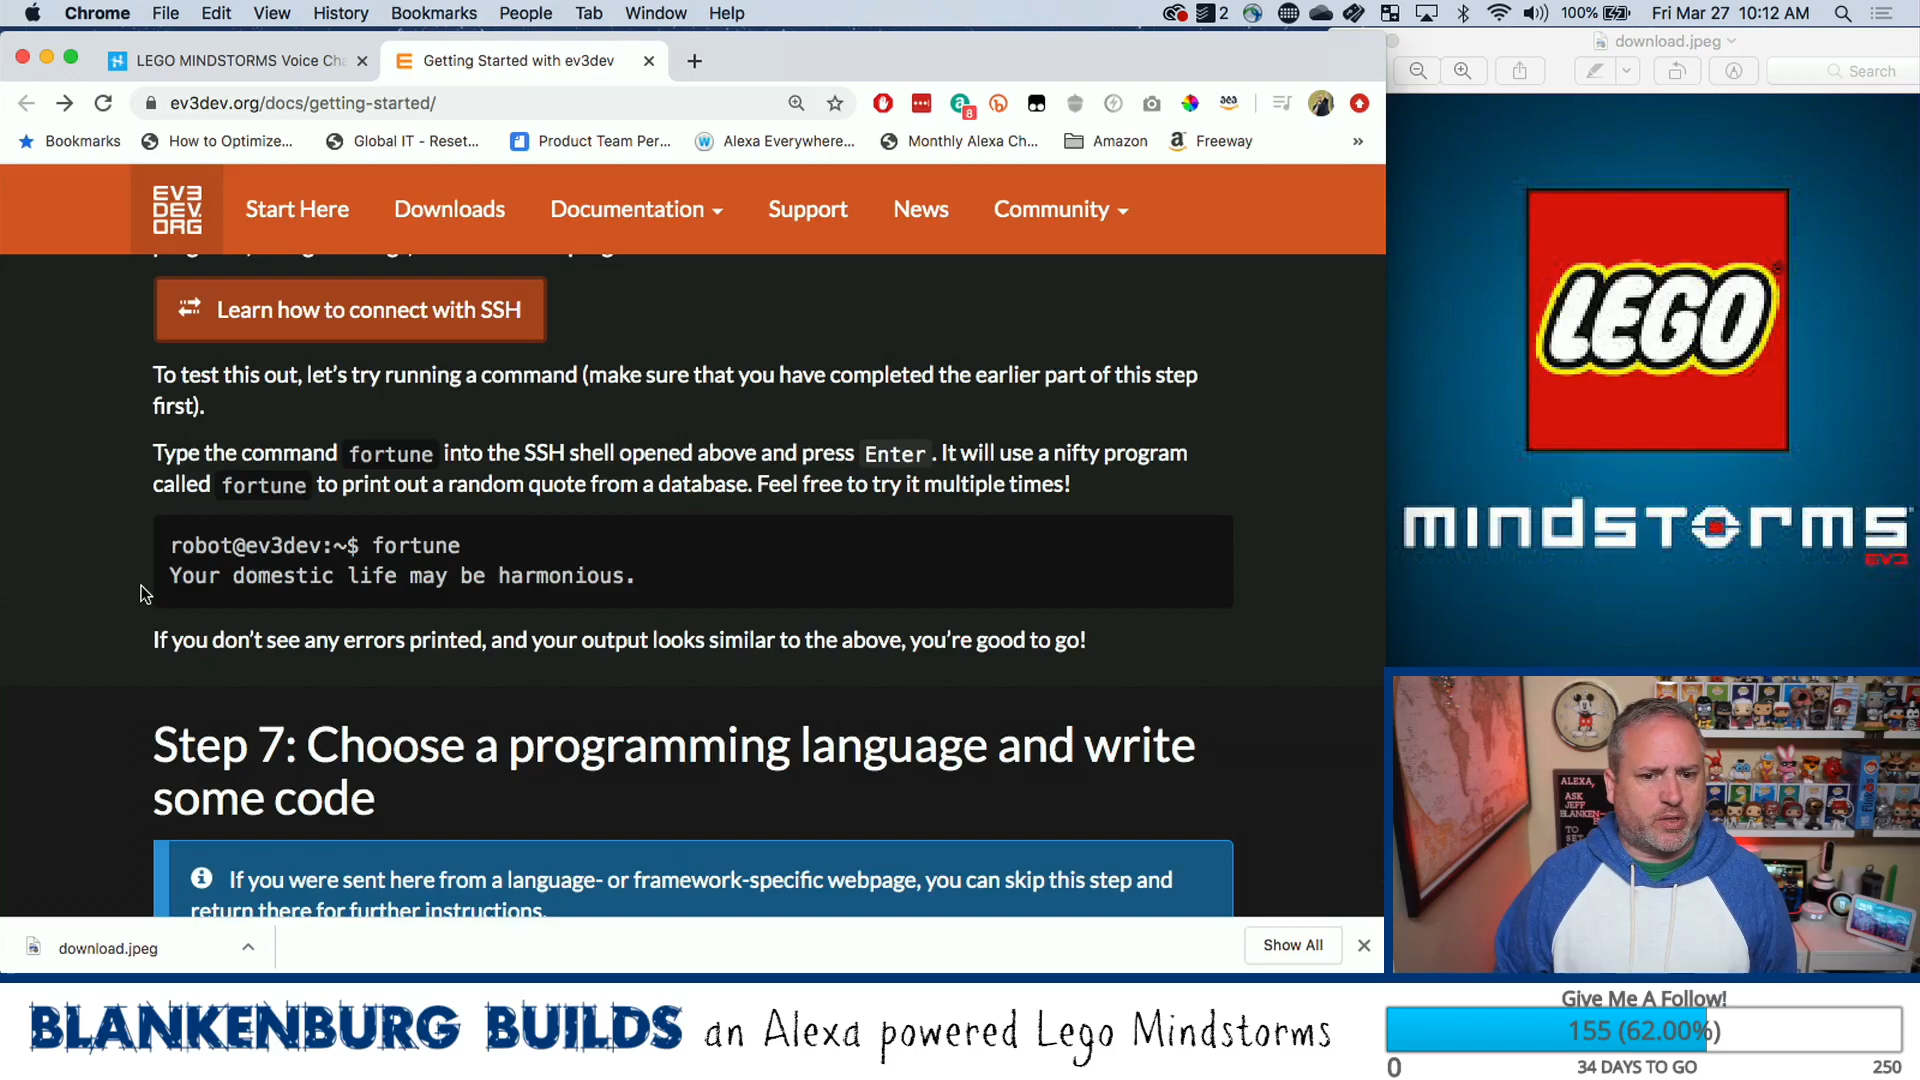 Chrome File Edit View History Bookmarks People Tab Window Help
2 100% Fri Mar 27 10:12 AM
LEGO MINDSTORMS Voice Cha
Getting Started with ev3dev
ev3dev.org/docs/getting-started/
8
Bookmarks How to Optimize... Global IT - Reset... Product Team Per... Alexa Everywhere... Monthly Alexa Ch... Amazon Freeway
EV3
DEV.
ORG
Start Here Downloads Documentation Support News Community
Learn how to connect with SSH
To test this out, let's try running a command (make sure that you have completed the earlier part of this step
first).
Type the command fortune into the SSH shell opened above and press Enter. It will use a nifty program
called fortune to print out a random quote from a database. Feel free to try it multiple times!
robot@ev3dev:~$ fortune
Your domestic life may be harmonious.
If you don't see any errors printed, and your output looks similar to the above, you're good to go!
Step 7: Choose a programming language and write
some code
If you were sent here from a language- or framework-specific webpage, you can skip this step and
return there for further instructions.
download.jpeg
Show All
download.jpeg
Search
LEGO
mindstorms
EV3
ALEXA,
ASK
JEFF
BLANKEN-
TO
BLANKENBURG BUILDS an Alexa powered Lego Mindstorms
Give Me A Follow!
155 (62.00%)
0 34 DAYS TO GO 250